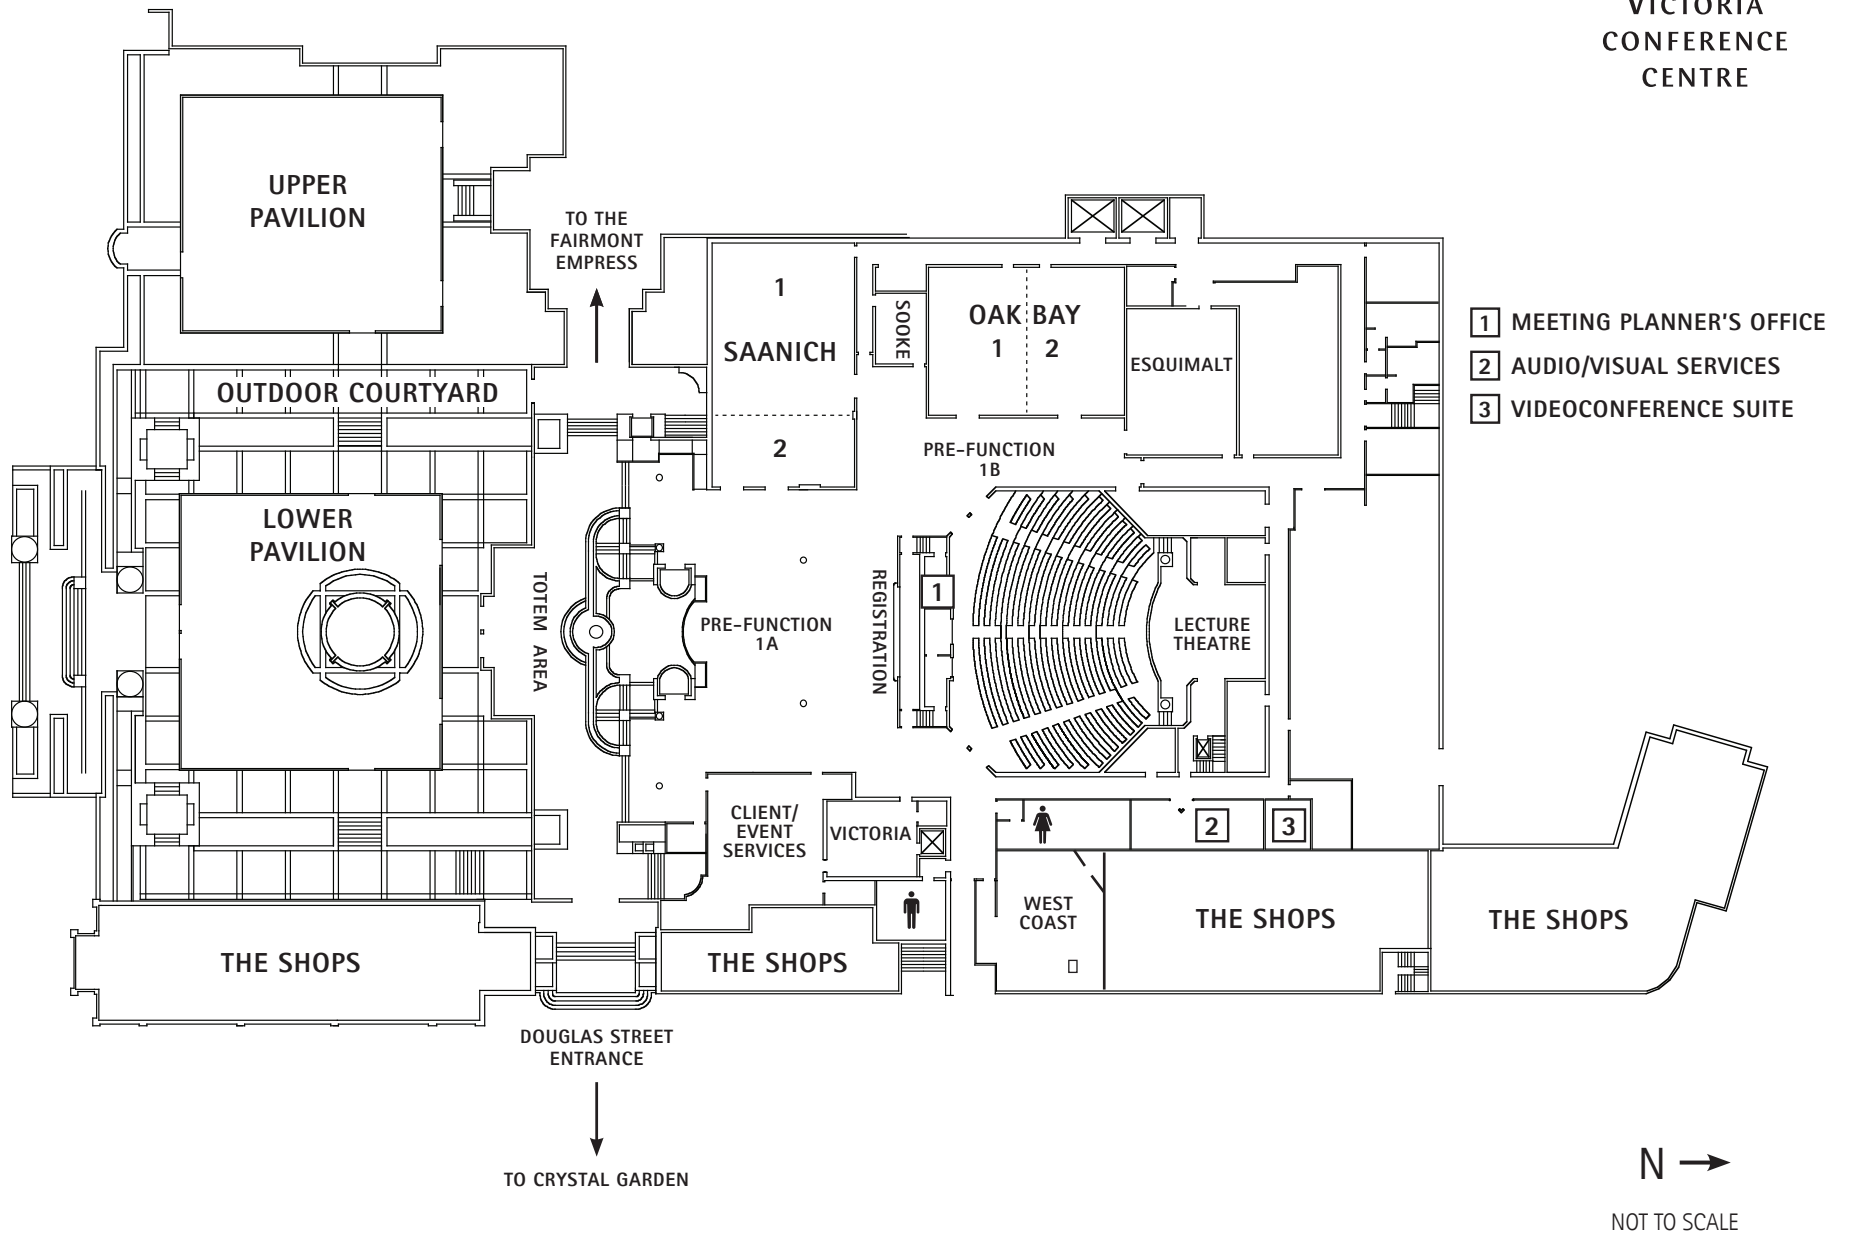 VICTORIA
CONFERENCE
CENTRE
UPPER
PAVILION
TO THE
FAIRMONT
EMPRESS
1
SAANICH
2
SOOKE
OAK BAY
1 2
ESQUIMALT
1 MEETING PLANNER'S OFFICE
2 AUDIO/VISUAL SERVICES
3 VIDEOCONFERENCE SUITE
OUTDOOR COURTYARD
PRE-FUNCTION
1B
LOWER
PAVILION
TOTEM AREA
PRE-FUNCTION
1A
REGISTRATION
1
LECTURE
THEATRE
CLIENT/
EVENT
SERVICES
VICTORIA
2
3
WEST
COAST
THE SHOPS
THE SHOPS
THE SHOPS
THE SHOPS
DOUGLAS STREET
ENTRANCE
TO CRYSTAL GARDEN
N
NOT TO SCALE